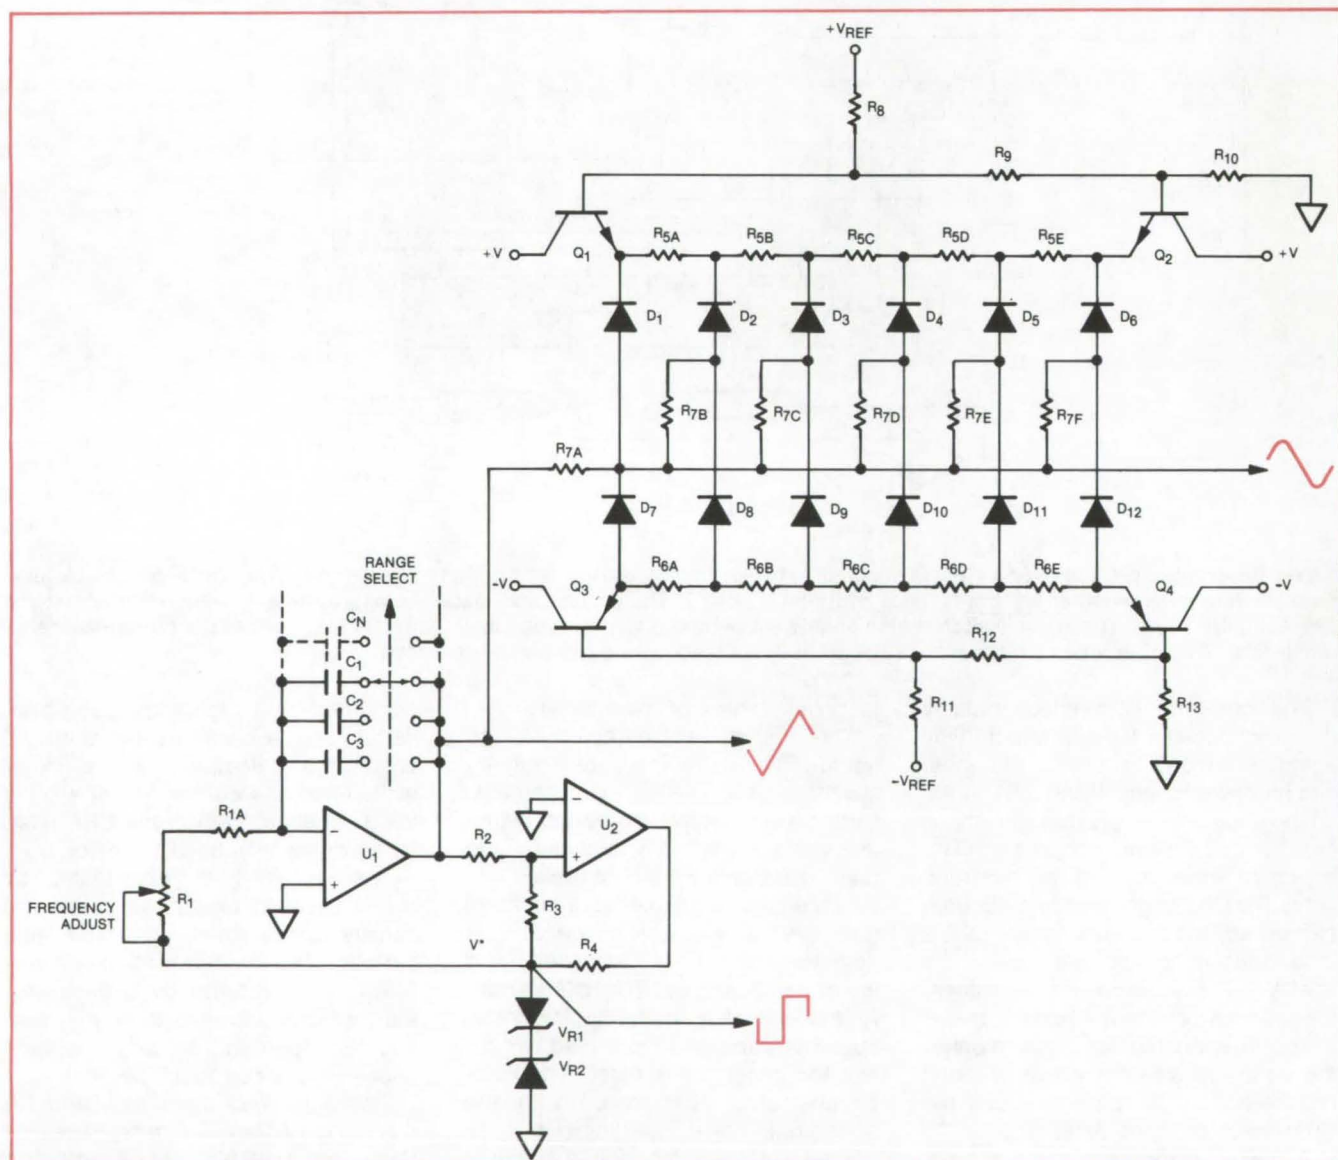 +VREF
R8
R9
R10
+V
Q1
R5A
R5B
R5C
R5D
R5E
Q2
+V
D1
D2
D3
D4
D5
D6
R7B
R7C
R7D
R7E
R7F
R7A
D7
D8
D9
D10
D11
D12
RANGE
SELECT
-V
Q3
R6A
R6B
R6C
R6D
R6E
Q4
-V
CN
C1
C2
C3
R12
R11
R13
-VREF
R1A
−
+
U1
R2
−
+
U2
R1
FREQUENCY
ADJUST
R3
V*
R4
VR1
VR2